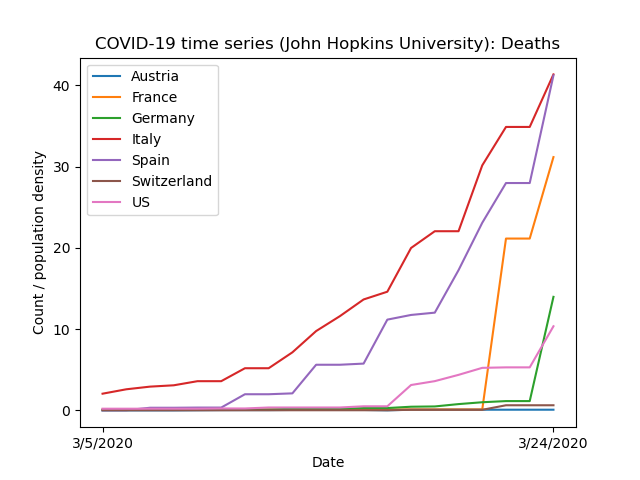 COVID-19 time series (John Hopkins University): Deaths
Austria
France
Germany
Italy
Spain
Switzerland
US
40
30
20
10
0
Count / population density
3/5/2020
3/24/2020
Date